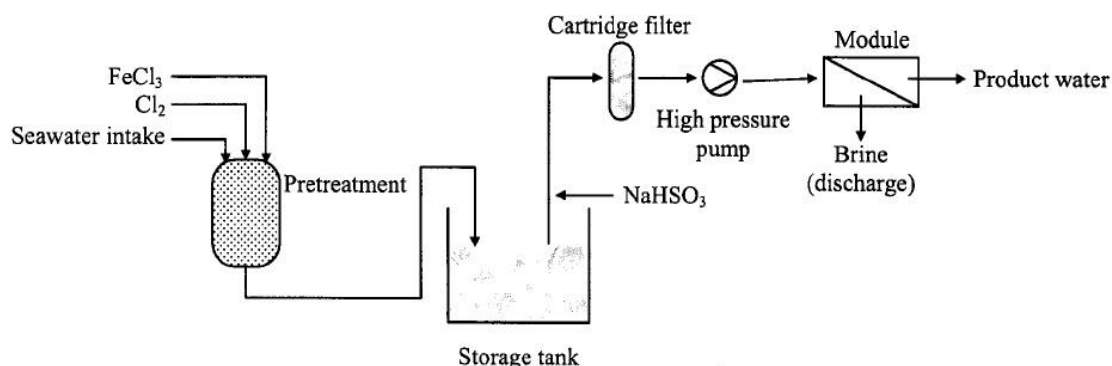 Cartridge filter
Module
FeCl₃
Cl₂
Seawater intake
Product water
High pressure
pump
Pretreatment
Brine
(discharge)
NaHSO₃
Storage tank